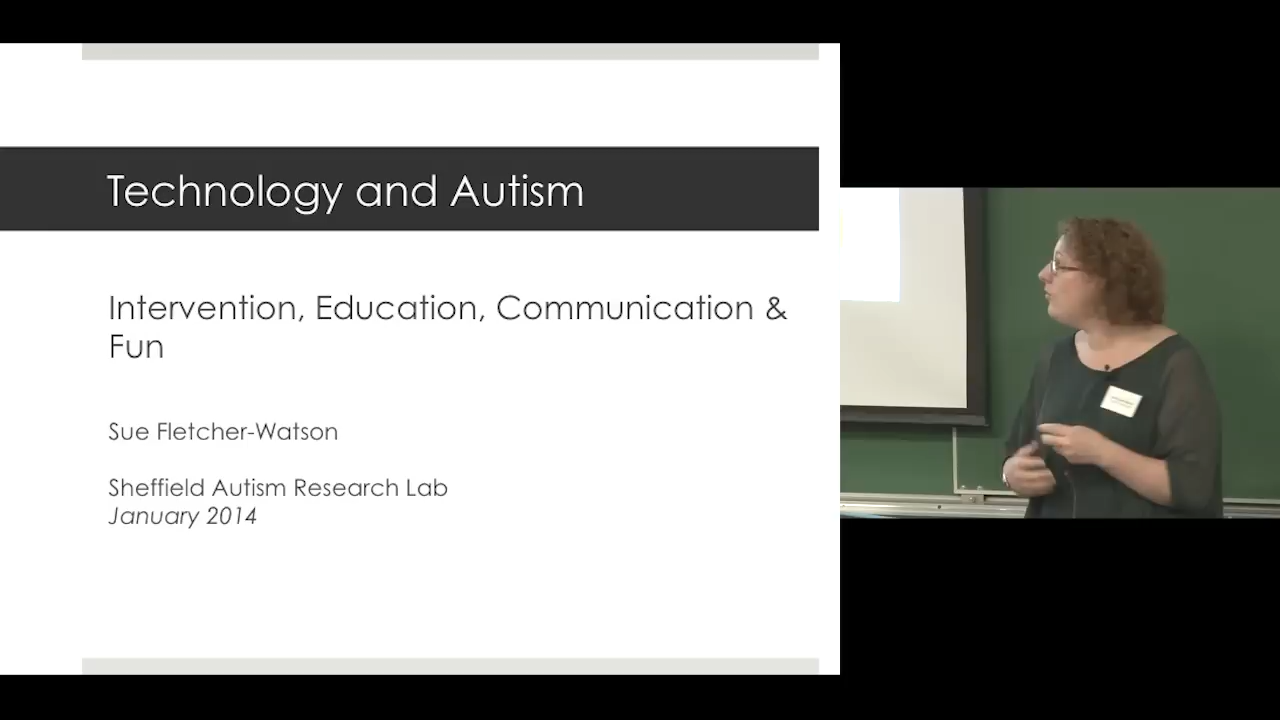 Technology and Autism
Intervention, Education, Communication &
Fun
Sue Fletcher-Watson
Sheffield Autism Research Lab
January 2014